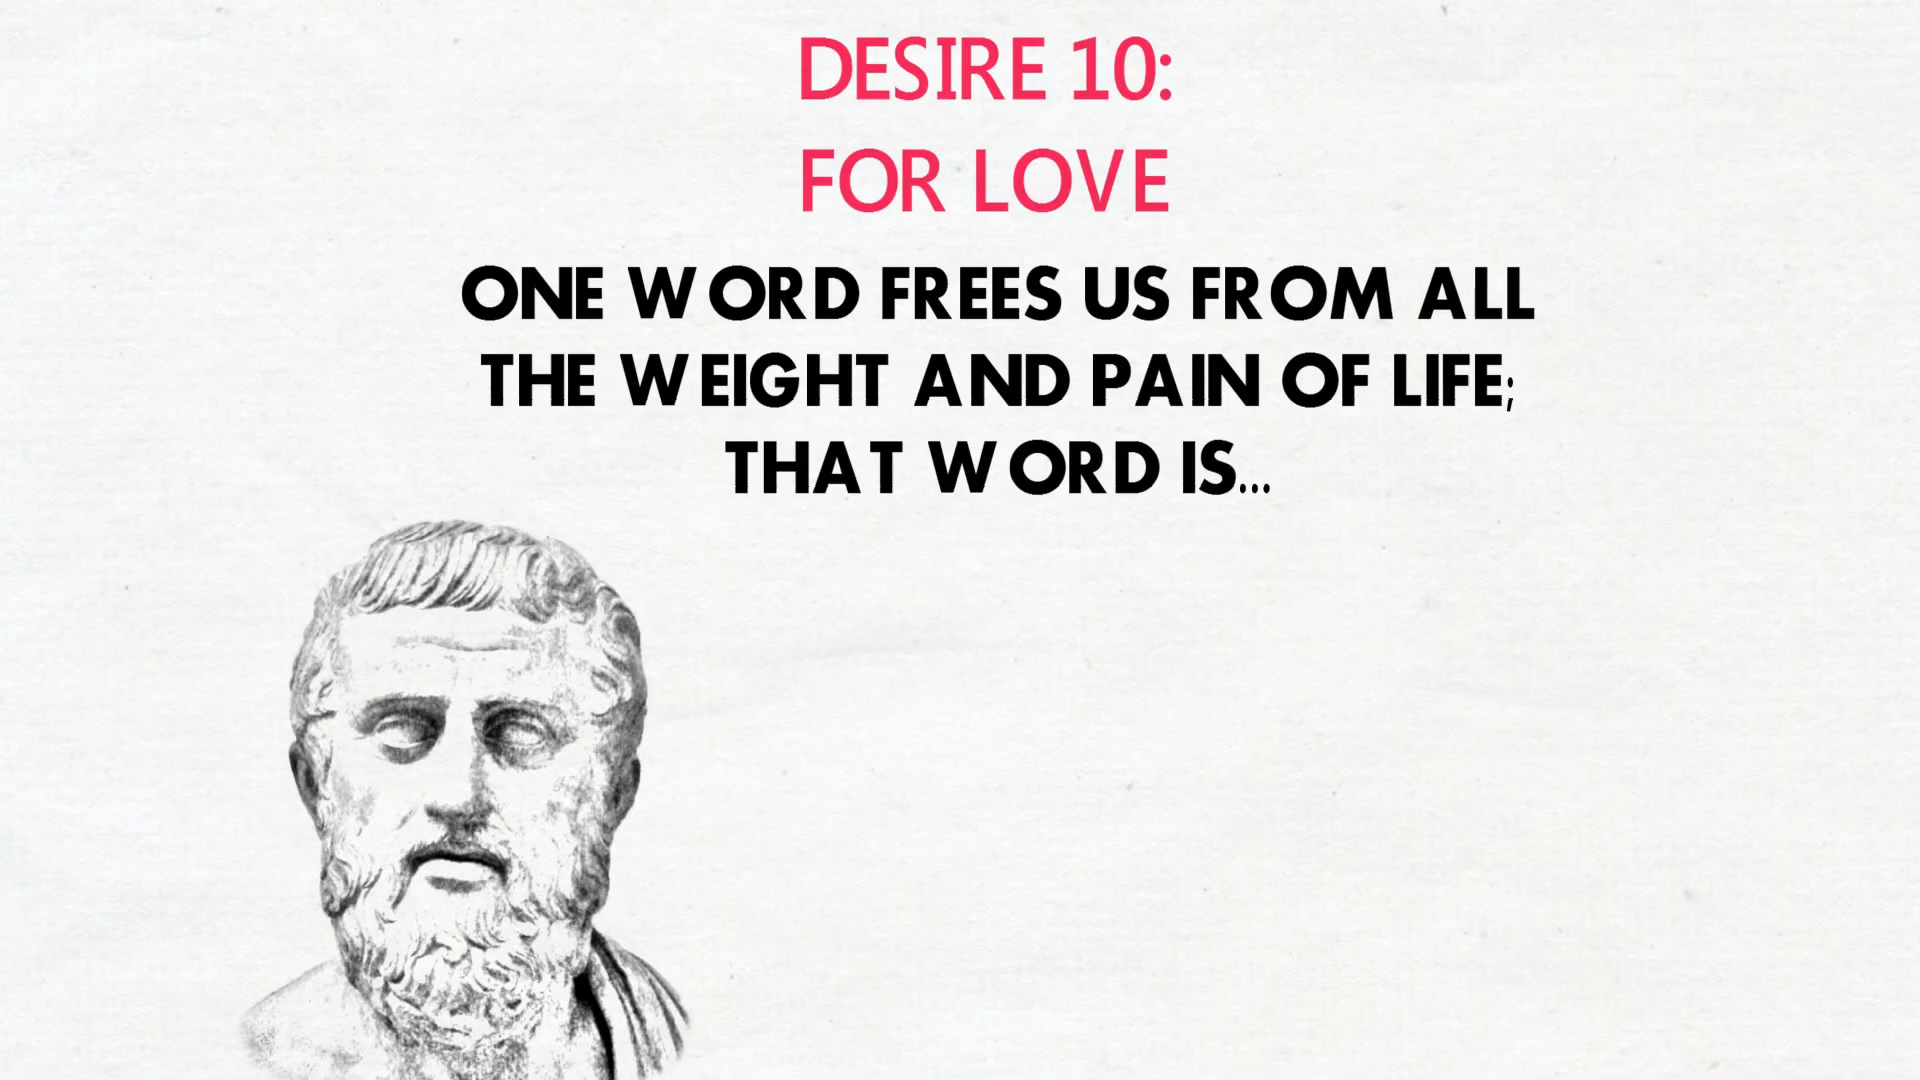 DESIRE 10:
FOR LOVE
ONE WORD FREES US FROM ALL
THE WEIGHT AND PAIN OF LIFE;
THAT WORD IS...